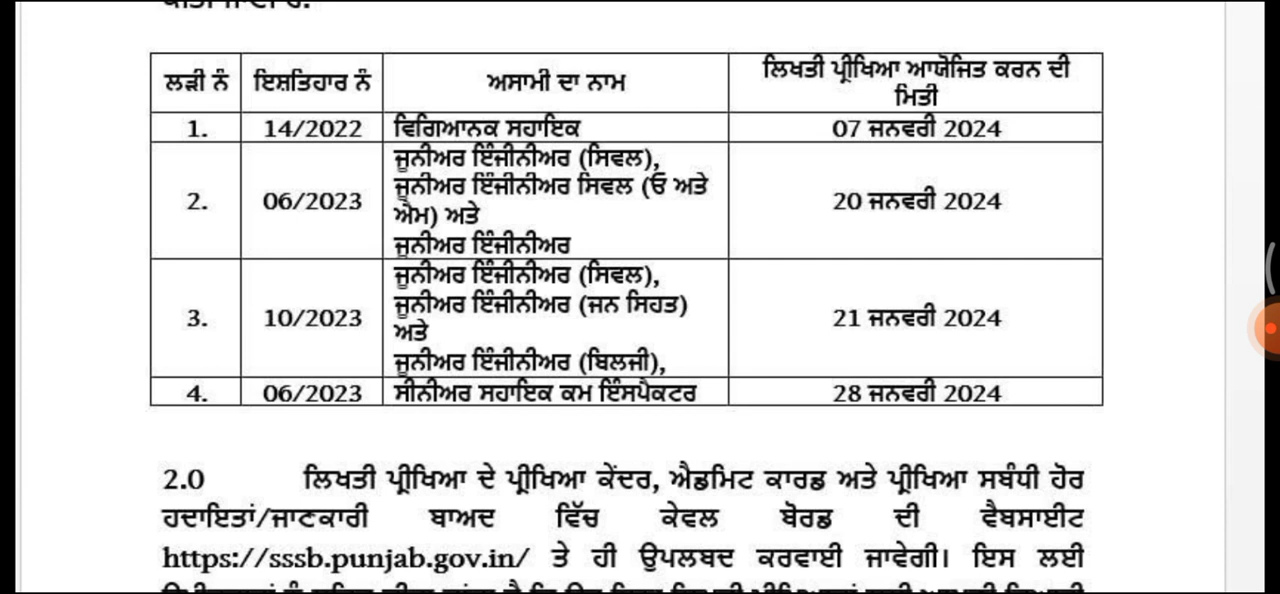 ਲੜੀ ਨੰ ਇਸ਼ਤਿਹਾਰ ਨੰ ਅਸਾਮੀ ਦਾ ਨਾਮ ਲਿਖਤੀ ਪ੍ਰੀਖਿਆ ਆਯੋਜਿਤ ਕਰਨ ਦੀ
ਮਿਤੀ
1. 14/2022 ਵਿਗਿਆਨਕ ਸਹਾਇਕ 07 ਜਨਵਰੀ 2024
ਜੂਨੀਅਰ ਇੰਜੀਨੀਅਰ (ਸਿਵਲ),
ਜੂਨੀਅਰ ਇੰਜੀਨੀਅਰ ਸਿਵਲ (ਓ ਅਤੇ
2. 06/2023 20 ਜਨਵਰੀ 2024
ਐਮ) ਅਤੇ
ਜੂਨੀਅਰ ਇੰਜੀਨੀਅਰ
ਜੂਨੀਅਰ ਇੰਜੀਨੀਅਰ (ਸਿਵਲ),
ਜੂਨੀਅਰ ਇੰਜੀਨੀਅਰ (ਜਨ ਸਿਹਤ)
3. 10/2023 21 ਜਨਵਰੀ 2024
ਅਤੇ
ਜੂਨੀਅਰ ਇੰਜੀਨੀਅਰ (ਬਿਲਜੀ),
4. 06/2023 ਸੀਨੀਅਰ ਸਹਾਇਕ ਕਮ ਇੰਸਪੈਕਟਰ 28 ਜਨਵਰੀ 2024
2.0 ਲਿਖਤੀ ਪ੍ਰੀਖਿਆ ਦੇ ਪ੍ਰੀਖਿਆ ਕੇਂਦਰ, ਐਡਮਿਟ ਕਾਰਡ ਅਤੇ ਪ੍ਰੀਖਿਆ ਸਬੰਧੀ ਹੋਰ
ਹਦਾਇਤਾਂ/ਜਾਣਕਾਰੀ ਬਾਅਦ ਵਿੱਚ ਕੇਵਲ ਬੋਰਡ ਦੀ ਵੈਬਸਾਈਟ
https://sssb.punjab.gov.in/ ਤੇ ਹੀ ਉਪਲਬਦ ਕਰਵਾਈ ਜਾਵੇਗੀ। ਇਸ ਲਈ